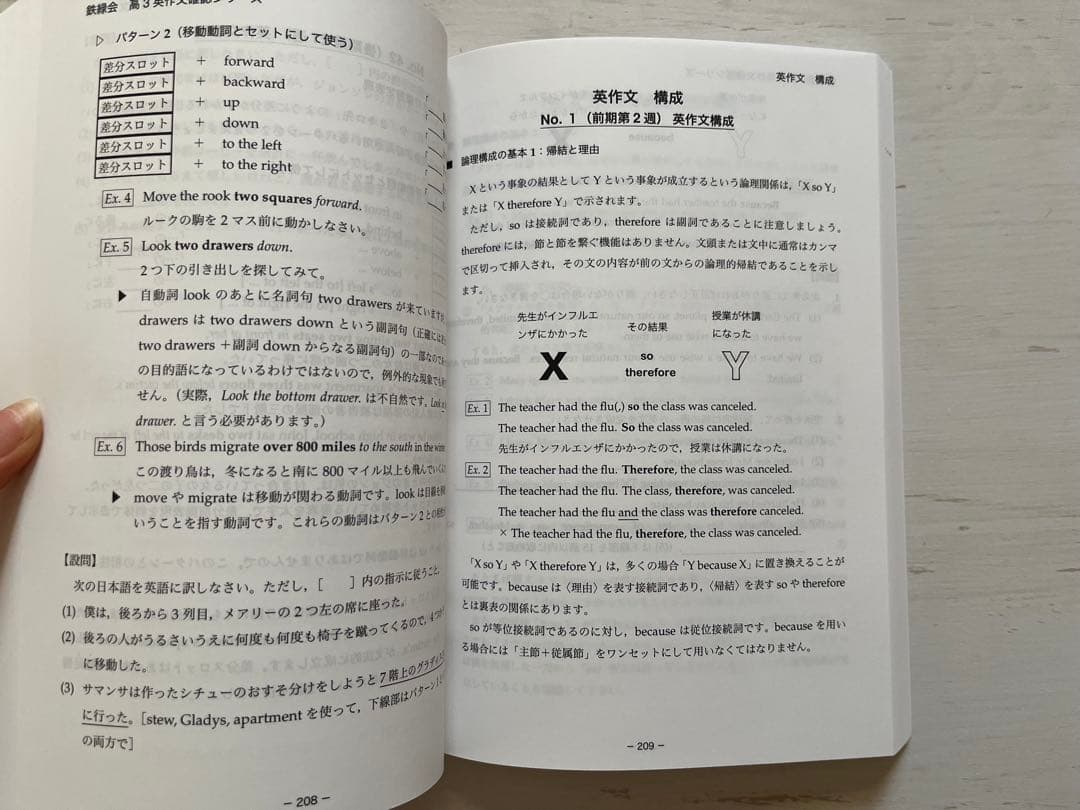 鉄緑会 高3英作文確認シリーズ
▷ パターン2（移動動詞とセットにして使う）
差分スロット + forward
差分スロット + backward
差分スロット + up
差分スロット + down
差分スロット + to the left
差分スロット + to the right
Ex. 4 Move the rook two squares forward.
ルークの駒を2マス前に動かしなさい。
Ex. 5 Look two drawers down.
2つ下の引き出しを探してみて。
▶ 自動詞 look のあとに名詞句 two drawers が来ていますが
drawers は two drawers down という副詞句（正確には
two drawers ＋副詞 down からなる副詞句）の一部なので
の目的語になっているわけではないので，例外的な現象でも
せん。（実際，Look the bottom drawer. は不自然です。Look
drawer. と言う必要があります。）
Ex. 6 Those birds migrate over 800 miles to the south in the
この渡り鳥は，冬になると南に 800 マイル以上も飛んでいく
▶ move や migrate は移動が関わる動詞です。look は目線を
いうことを指す動詞です。これらの動詞はパターン2との
【設問】
次の日本語を英語に訳しなさい。ただし，[ ] 内の指示に従うこと。
(1) 僕は，後ろから3列目，メアリーの2つ左の席に座った。
(2) 後ろの人がうるさいうえに何度も何度も椅子を蹴ってくるので，4つ
に移動した。
(3) サマンサは作ったシチューのおすそ分けをしようと7階上のグラディス
に行った。[stew, Gladys, apartment を使って，下線部はパターン1
の両方で]
－ 208 －
英作文 構成
英作文 構成
No. 1（前期第2週） 英作文構成
■ 論理構成の基本1：帰結と理由
X という事象の結果として Y という事象が成立するという論理関係は，「X so Y」
または「X therefore Y」で示されます。
ただし，so は接続詞であり，therefore は副詞であることに注意しましょう。
therefore には，節と節を繋ぐ機能はありません。文頭または文中に通常はカンマ
で区切って挿入され，その文の内容が前の文からの論理的帰結であることを示し
ます。
先生がインフルエ その結果 授業が休講
ンザにかかった になった
X so Y
therefore
Ex. 1 The teacher had the flu(,) so the class was canceled.
The teacher had the flu. So the class was canceled.
先生がインフルエンザにかかったので，授業は休講になった。
Ex. 2 The teacher had the flu. Therefore, the class was canceled.
The teacher had the flu. The class, therefore, was canceled.
The teacher had the flu and the class was therefore canceled.
× The teacher had the flu, therefore, the class was canceled.
「X so Y」や「X therefore Y」は，多くの場合「Y because X」に置き換えることが
可能です。because は〈理由〉を表す接続詞であり，〈帰結〉を表す so や therefore
とは裏表の関係にあります。
so が等位接続詞であるのに対し，because は従位接続詞です。because を用い
る場合には「主節＋従属節」をワンセットにして用いなくてはなりません。
－ 209 －